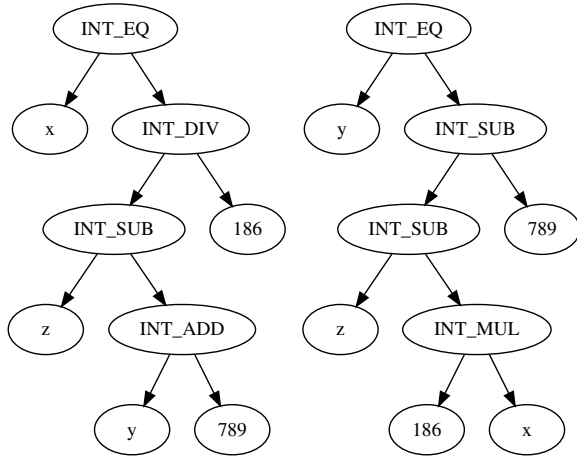 INT_EQ INT_EQ
x INT_DIV y INT_SUB
INT_SUB 186 INT_SUB 789
z INT_ADD z INT_MUL
y 789 186 x